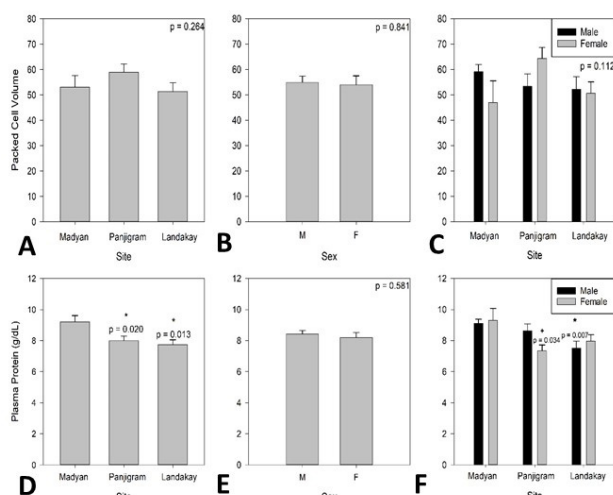 Packed Cell Volume
80
70
60
50
40
30
20
10
0
p = 0.264
Madyan Panjigram Landakay
Site
A
80
70
60
50
40
30
20
10
0
p = 0.841
M F
Sex
B
80
70
60
50
40
30
20
10
0
Male
Female
p = 0.112
Madyan Panjigram Landakay
Site
C
Plasma Protein (g/dL)
12
10
8
6
4
2
0
* *
p = 0.020 p = 0.013
Madyan Panjigram Landakay
Site
D
12
10
8
6
4
2
0
p = 0.581
M F
Sex
E
12
10
8
6
4
2
0
Male
Female
* *
p = 0.034 p = 0.007
Madyan Panjigram Landakay
Site
F